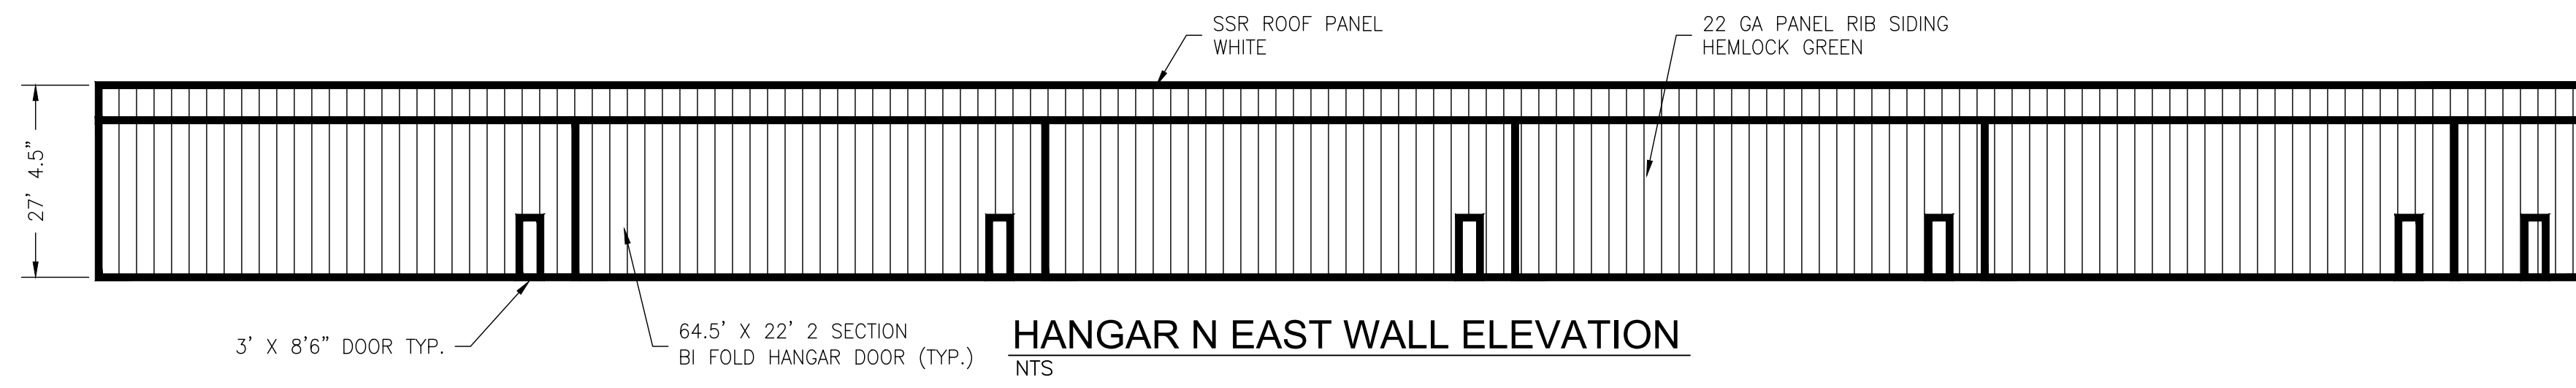 SSR ROOF PANEL
WHITE
22 GA PANEL RIB SIDING
HEMLOCK GREEN
27' 4.5"
3' X 8'6" DOOR TYP.
64.5' X 22' 2 SECTION
BI FOLD HANGAR DOOR (TYP.)
HANGAR N EAST WALL ELEVATION
NTS